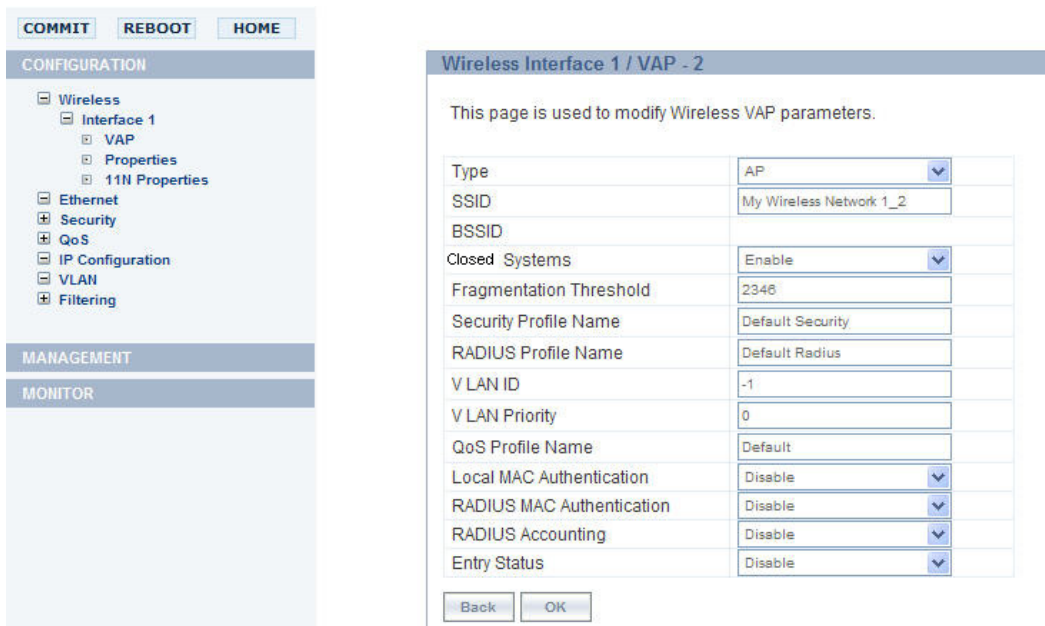 COMMIT REBOOT HOME
CONFIGURATION
Wireless
Interface 1
VAP
Properties
11N Properties
Ethernet
Security
QoS
IP Configuration
VLAN
Filtering
MANAGEMENT
MONITOR
Wireless Interface 1 / VAP - 2
This page is used to modify Wireless VAP parameters.
Type AP
SSID My Wireless Network 1_2
BSSID
Closed Systems Enable
Fragmentation Threshold 2346
Security Profile Name Default Security
RADIUS Profile Name Default Radius
V LAN ID -1
V LAN Priority 0
QoS Profile Name Default
Local MAC Authentication Disable
RADIUS MAC Authentication Disable
RADIUS Accounting Disable
Entry Status Disable
Back OK